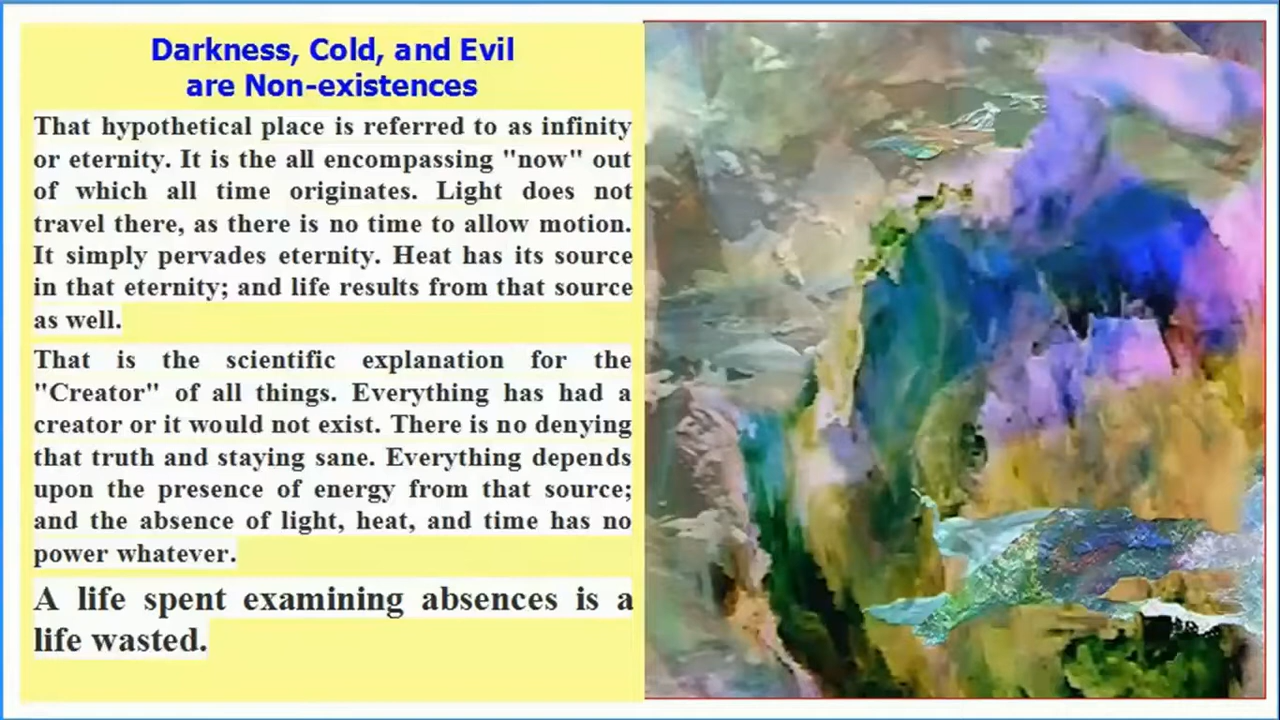 Darkness, Cold, and Evil
are Non-existences
That hypothetical place is referred to as infinity
or eternity. It is the all encompassing "now" out
of which all time originates. Light does not
travel there, as there is no time to allow motion.
It simply pervades eternity. Heat has its source
in that eternity; and life results from that source
as well.
That is the scientific explanation for the
"Creator" of all things. Everything has had a
creator or it would not exist. There is no denying
that truth and staying sane. Everything depends
upon the presence of energy from that source;
and the absence of light, heat, and time has no
power whatever.
A life spent examining absences is a
life wasted.